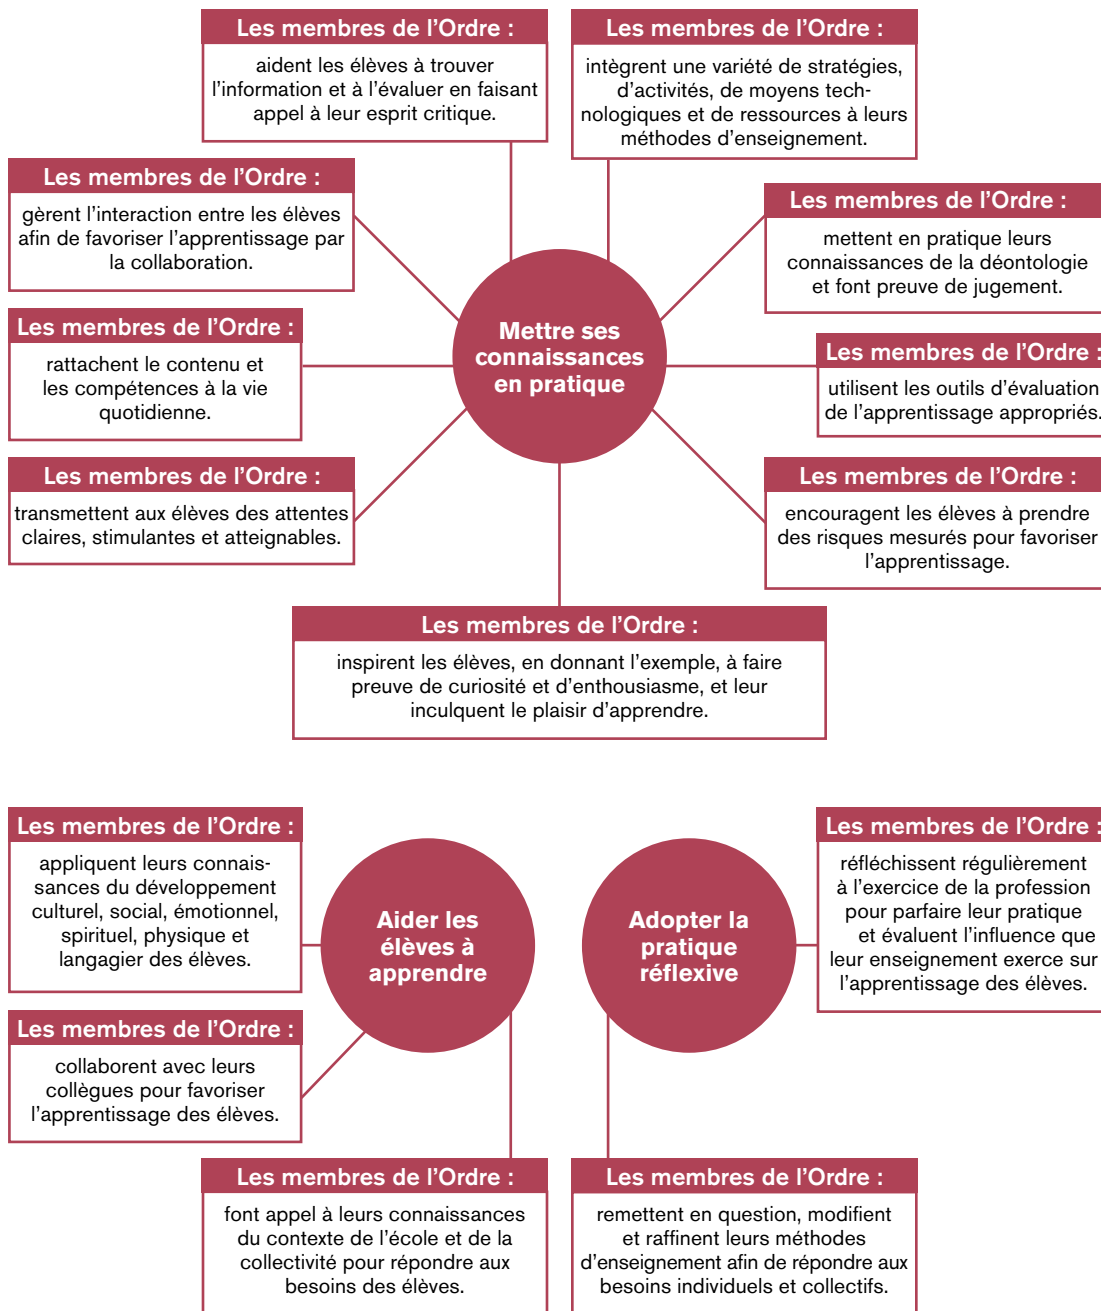 Les membres de l'Ordre :
aident les élèves à trouver
l'information et à l'évaluer en faisant
appel à leur esprit critique.
Les membres de l'Ordre :
intègrent une variété de stratégies,
d'activités, de moyens tech-
nologiques et de ressources à leurs
méthodes d'enseignement.
Les membres de l'Ordre :
gèrent l'interaction entre les élèves
afin de favoriser l'apprentissage par
la collaboration.
Les membres de l'Ordre :
mettent en pratique leurs
connaissances de la déontologie
et font preuve de jugement.
Mettre ses
connaissances
en pratique
Les membres de l'Ordre :
rattachent le contenu et
les compétences à la vie
quotidienne.
Les membres de l'Ordre :
utilisent les outils d'évaluation
de l'apprentissage appropriés.
Les membres de l'Ordre :
transmettent aux élèves des attentes
claires, stimulantes et atteignables.
Les membres de l'Ordre :
encouragent les élèves à prendre
des risques mesurés pour favoriser
l'apprentissage.
Les membres de l'Ordre :
inspirent les élèves, en donnant l'exemple, à faire
preuve de curiosité et d'enthousiasme, et leur
inculquent le plaisir d'apprendre.
Les membres de l'Ordre :
appliquent leurs connais-
sances du développement
culturel, social, émotionnel,
spirituel, physique et
langagier des élèves.
Aider les
élèves à
apprendre
Adopter la
pratique
réflexive
Les membres de l'Ordre :
réfléchissent régulièrement
à l'exercice de la profession
pour parfaire leur pratique
et évaluent l'influence que
leur enseignement exerce sur
l'apprentissage des élèves.
Les membres de l'Ordre :
collaborent avec leurs
collègues pour favoriser
l'apprentissage des élèves.
Les membres de l'Ordre :
font appel à leurs connaissances
du contexte de l'école et de la
collectivité pour répondre aux
besoins des élèves.
Les membres de l'Ordre :
remettent en question, modifient
et raffinent leurs méthodes
d'enseignement afin de répondre aux
besoins individuels et collectifs.